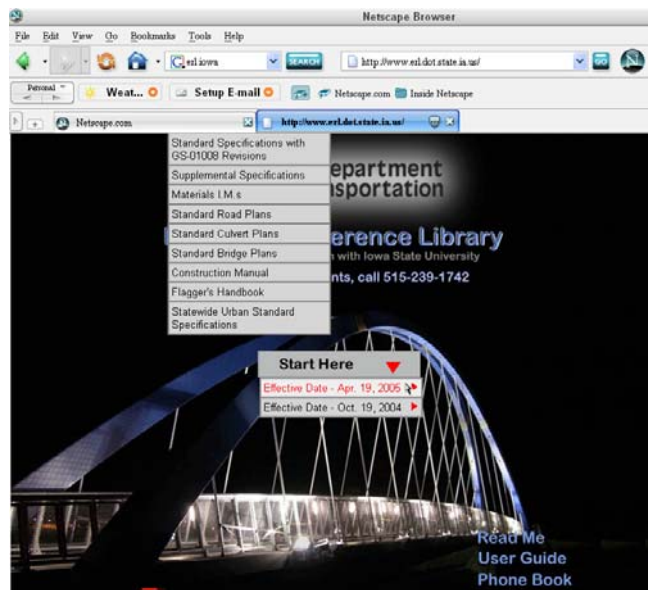 Netscape Browser
File Edit View Go Bookmarks Tools Help
erl iowa SEARCH http://www.erl.dot.state.ia.us/ GO
Personal Weat... Setup E-mail Netscape.com Inside Netscape
Netscape.com http://www.erl.dot.state.ia.us/
Standard Specifications with
GS-01008 Revisions
Supplemental Specifications
Materials I.M.s
Standard Road Plans
Standard Culvert Plans
Standard Bridge Plans
Construction Manual
Flagger's Handbook
Statewide Urban Standard
Specifications
epartment
sportation
erence Library
n with Iowa State University
nts, call 515-239-1742
Start Here
Effective Date - Apr. 19, 2005
Effective Date - Oct. 19, 2004
Read Me
User Guide
Phone Book